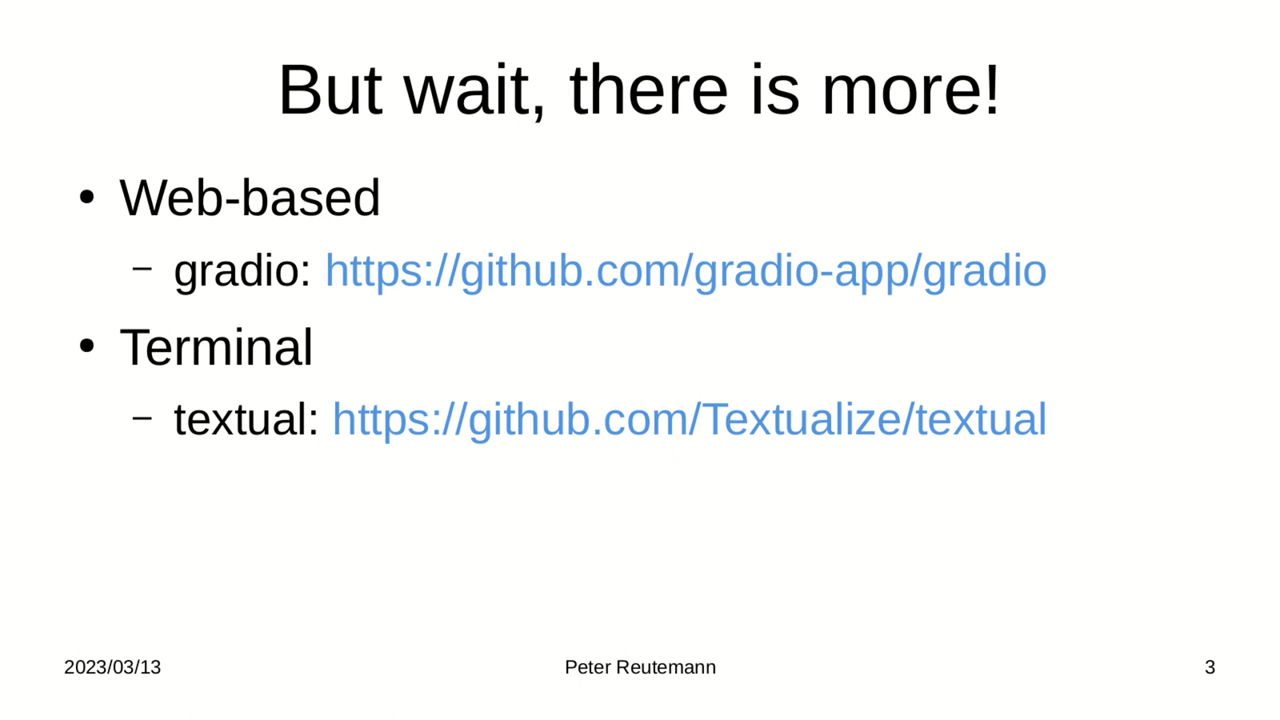 But wait, there is more!
• Web-based
– gradio: https://github.com/gradio-app/gradio
• Terminal
– textual: https://github.com/Textualize/textual
2023/03/13 Peter Reutemann 3